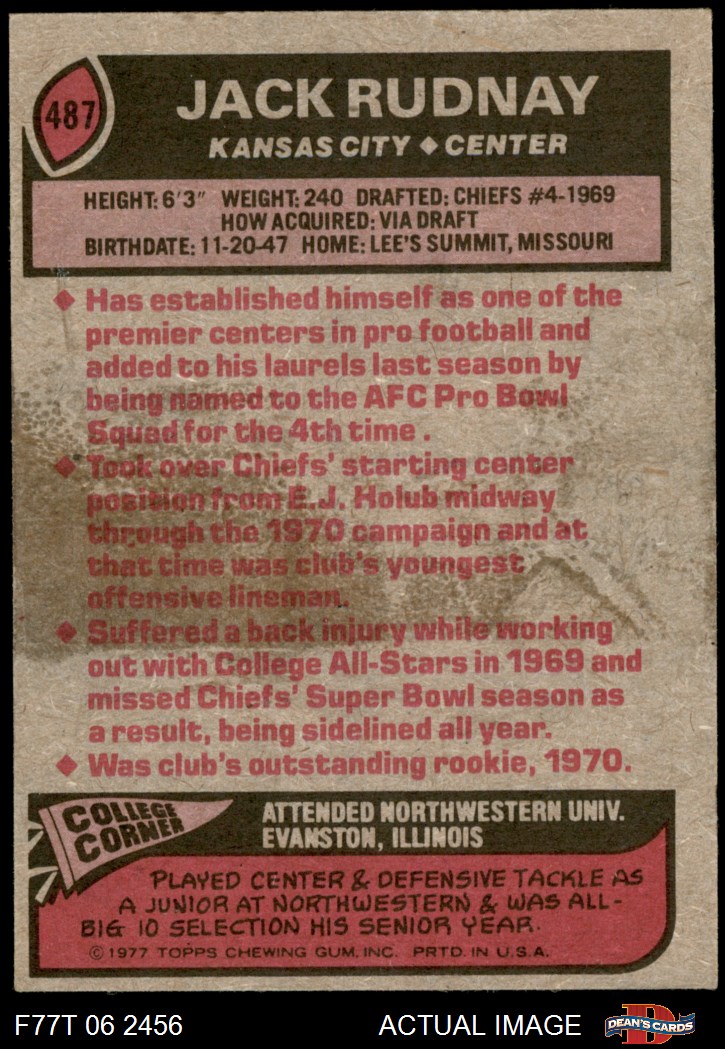 487
JACK RUDNAY
KANSAS CITY ◆ CENTER
HEIGHT: 6'3" WEIGHT: 240 DRAFTED: CHIEFS #4-1969
HOW ACQUIRED: VIA DRAFT
BIRTHDATE: 11-20-47 HOME: LEE'S SUMMIT, MISSOURI
◆ Has established himself as one of the
premier centers in pro football and
added to his laurels last season by
being named to the AFC Pro Bowl
Squad for the 4th time.
◆ Took over Chiefs' starting center
position from E.J. Holub midway
through the 1970 campaign and at
that time was club's youngest
offensive lineman.
◆ Suffered a back injury while working
out with College All-Stars in 1969 and
missed Chiefs' Super Bowl season as
a result, being sidelined all year.
◆ Was club's outstanding rookie, 1970.
COLLEGE
CORNER
ATTENDED NORTHWESTERN UNIV.
EVANSTON, ILLINOIS
PLAYED CENTER & DEFENSIVE TACKLE AS
A JUNIOR AT NORTHWESTERN & WAS ALL-
BIG 10 SELECTION HIS SENIOR YEAR.
© 1977 TOPPS CHEWING GUM, INC. PRTD. IN U.S.A.
F77T 06 2456 ACTUAL IMAGE
D
DEAN'S CARDS